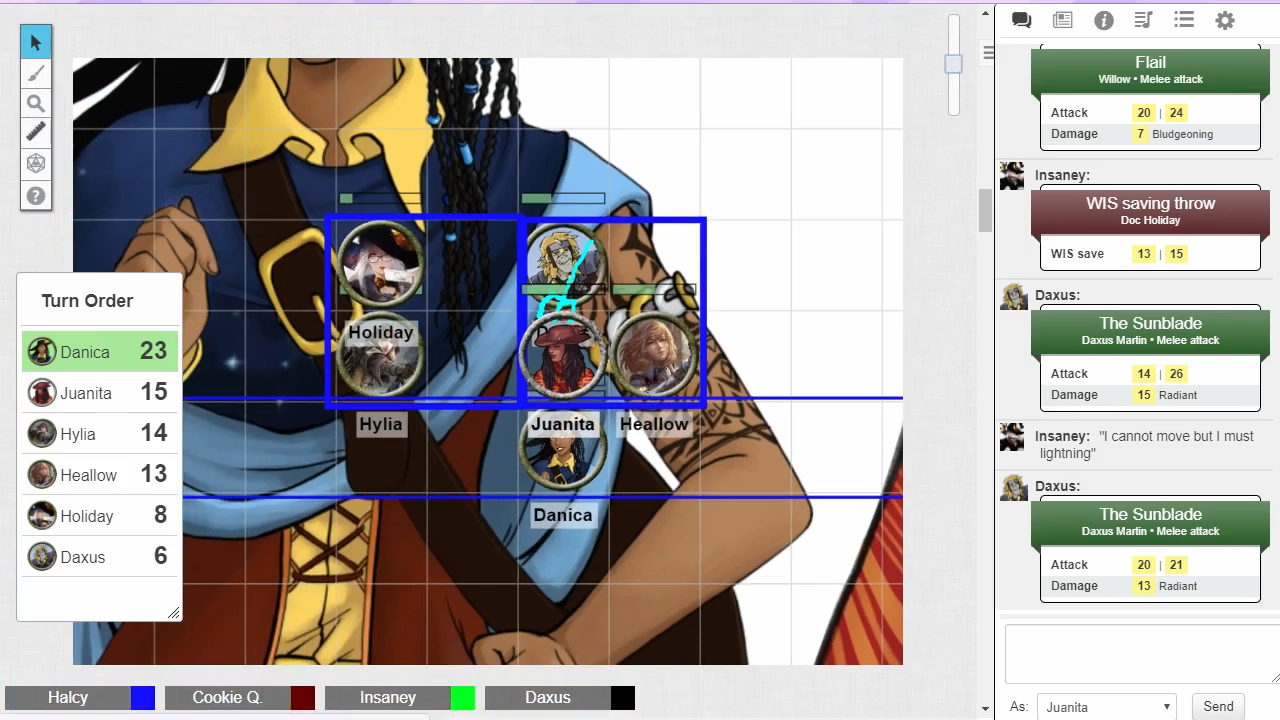 Turn Order
Danica 23
Juanita 15
Hylia 14
Heallow 13
Holiday 8
Daxus 6
Holiday
Hylia
Juanita
Heallow
Danica
Halcy
Cookie Q.
Insaney
Daxus
Flail
Willow • Melee attack
Attack 20 | 24
Damage 7 Bludgeoning
Insaney:
WIS saving throw
Doc Holiday
WIS save 13 | 15
Daxus:
The Sunblade
Daxus Martin • Melee attack
Attack 14 | 26
Damage 15 Radiant
Insaney: "I cannot move but I must
lightning"
Daxus:
The Sunblade
Daxus Martin • Melee attack
Attack 20 | 21
Damage 13 Radiant
As: Juanita Send